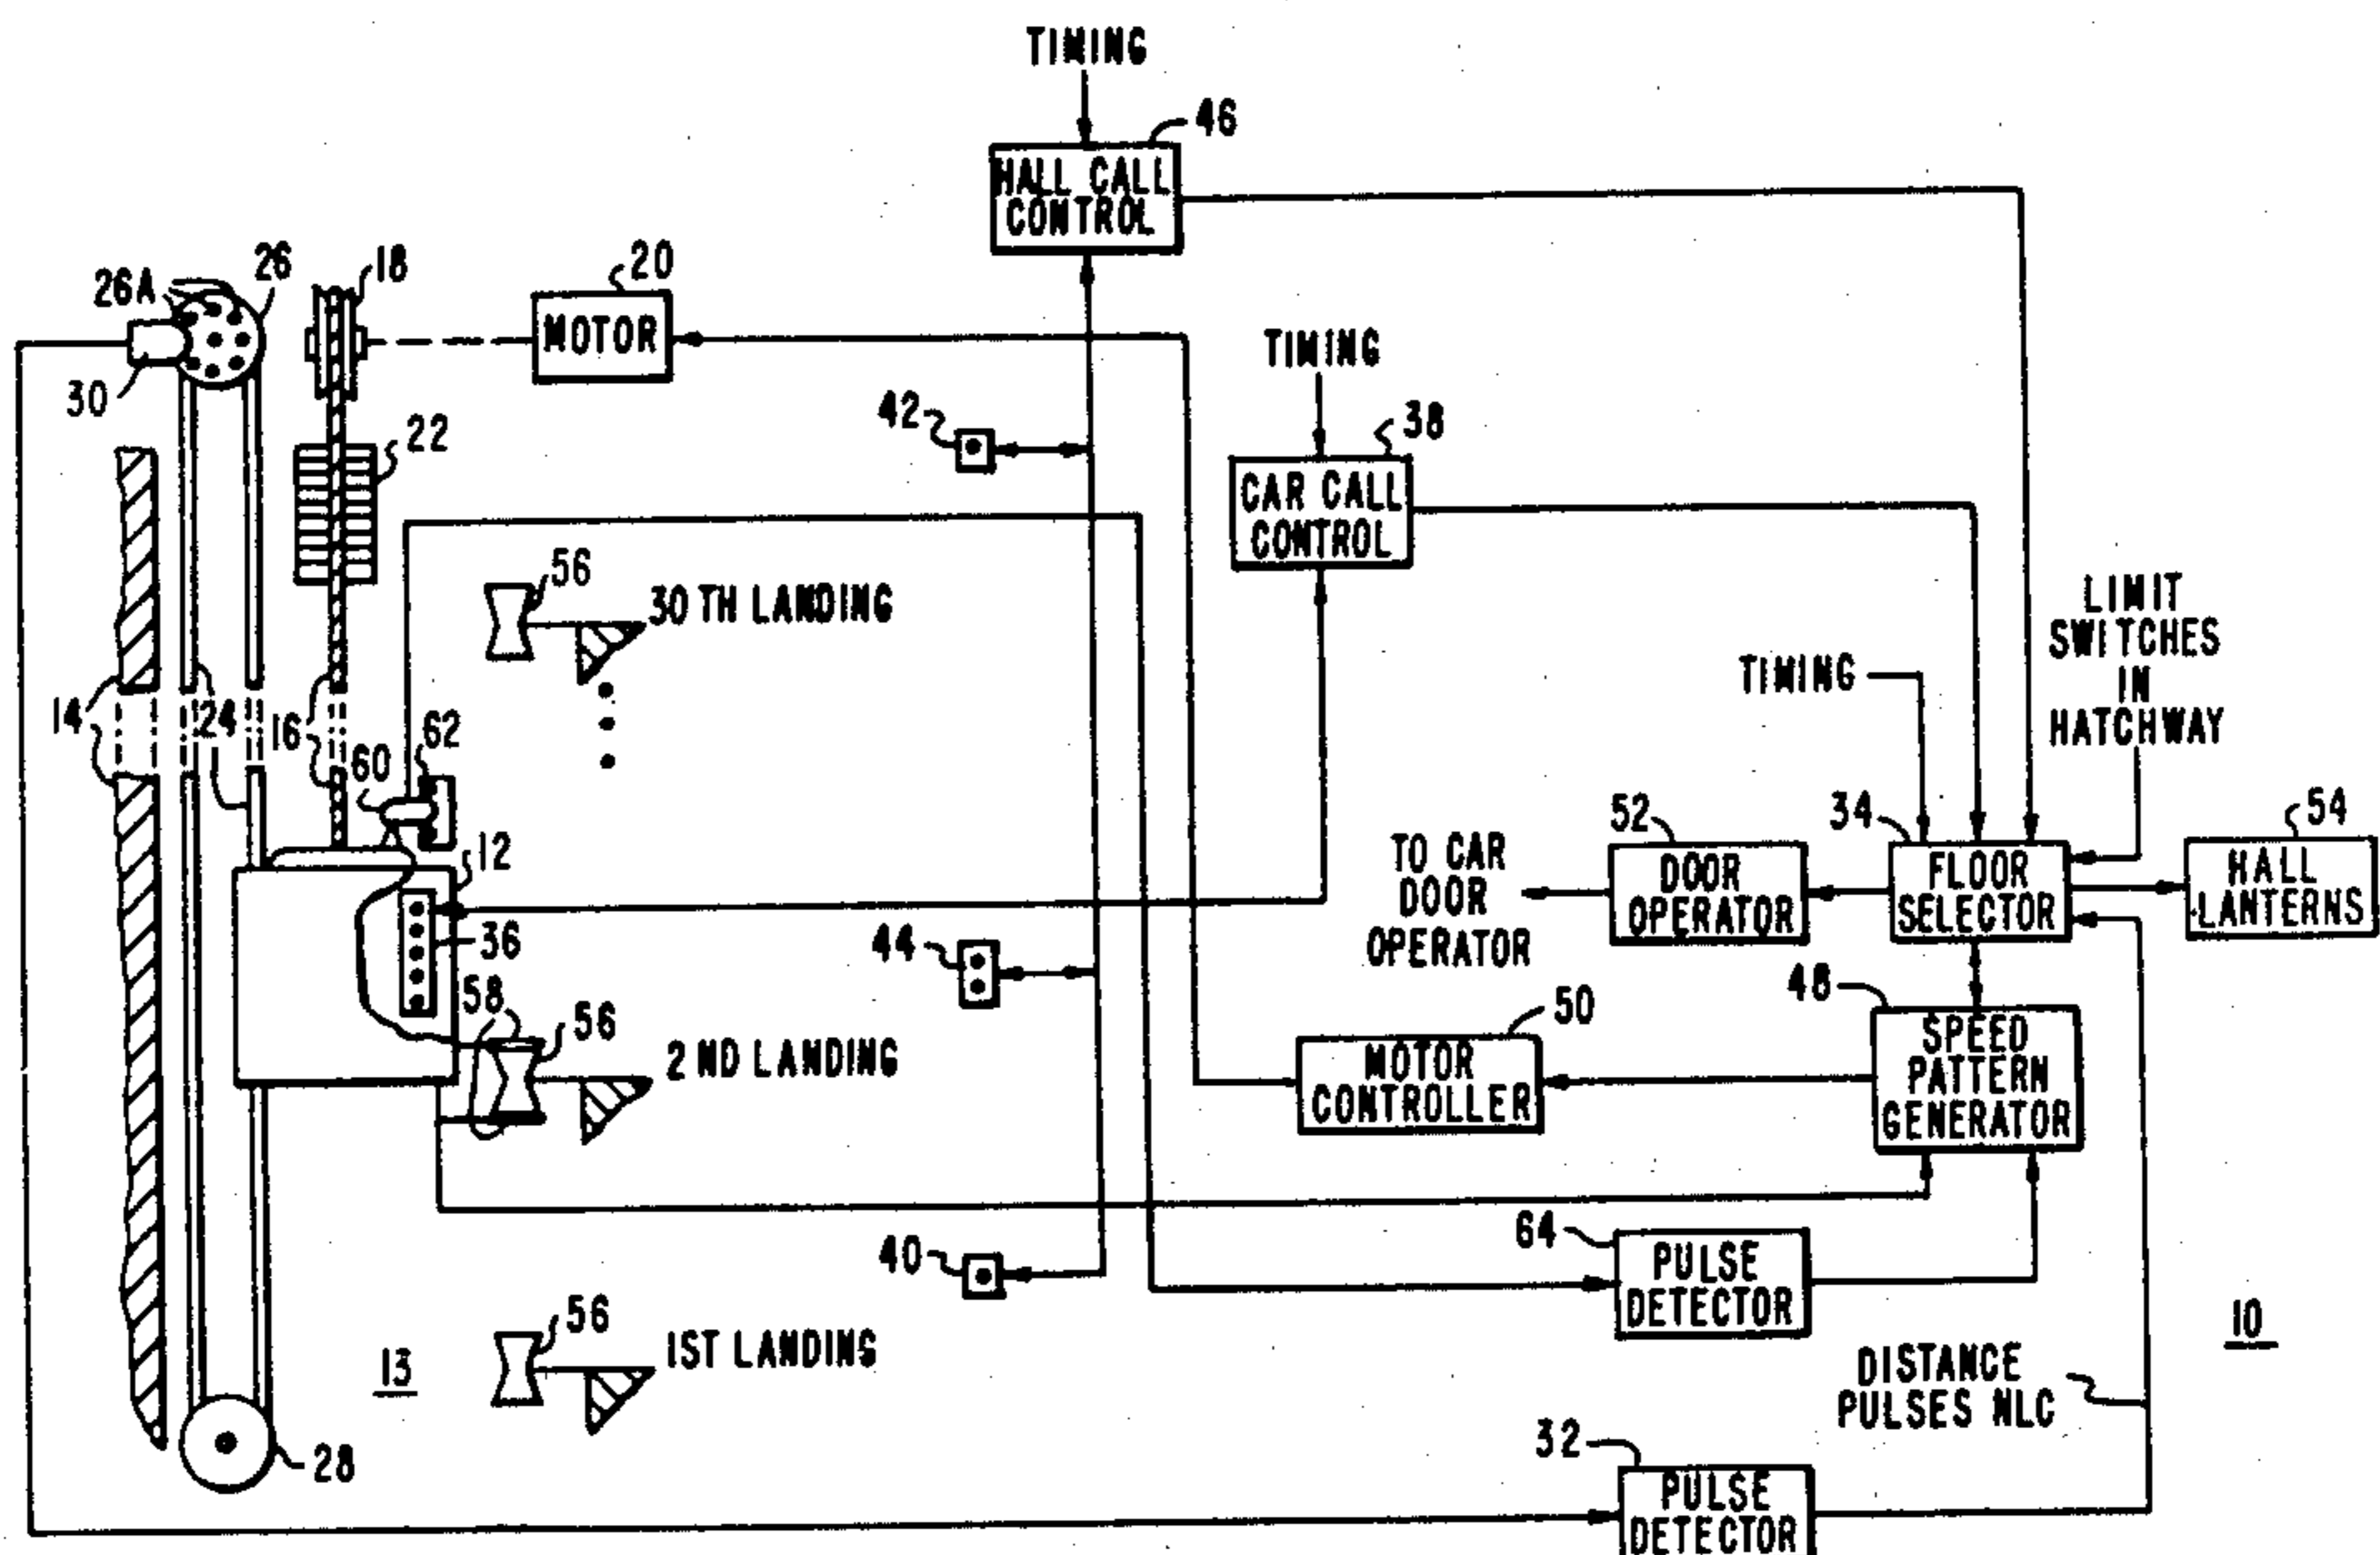 TIMING
46
HALL CALL
CONTROL
26A
26
18
20
MOTOR
30
TIMING
42
38
22
CAR CALL
CONTROL
56
30 TH LANDING
LIMIT
SWITCHES
IN
HATCHWAY
TIMING
14
24
16
60
62
12
36
52
34
54
TO CAR
DOOR
OPERATOR
DOOR
OPERATOR
FLOOR
SELECTOR
HALL
LANTERNS
44
58
56
2ND LANDING
50
48
MOTOR
CONTROLLER
SPEED
PATTERN
GENERATOR
40
64
PULSE
DETECTOR
56
1ST LANDING
13
10
DISTANCE
PULSES NLC
28
32
PULSE
DETECTOR